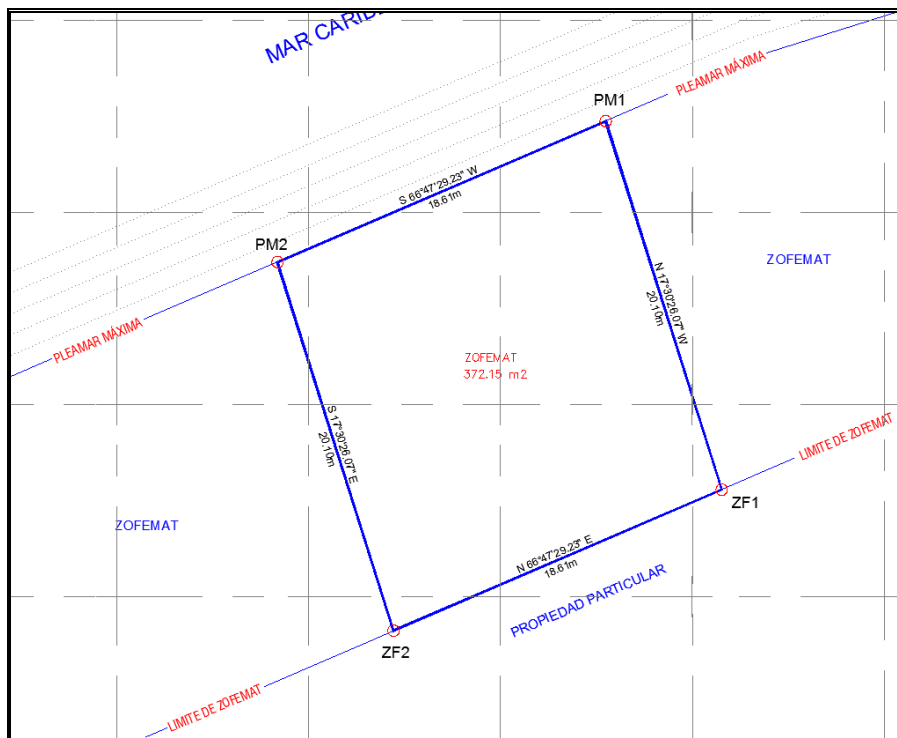 MAR CARIB
PLEAMAR MÁXIMA
PM1
S 66°47'29.23" W
18.61m
PM2
ZOFEMAT
N 17°30'26.07" W
20.10m
PLEAMAR MÁXIMA
ZOFEMAT
372.15 m2
S 17°30'26.07" E
20.10m
LIMITE DE ZOFEMAT
ZF1
ZOFEMAT
N 66°47'29.23" E
18.61m
PROPIEDAD PARTICULAR
ZF2
LIMITE DE ZOFEMAT